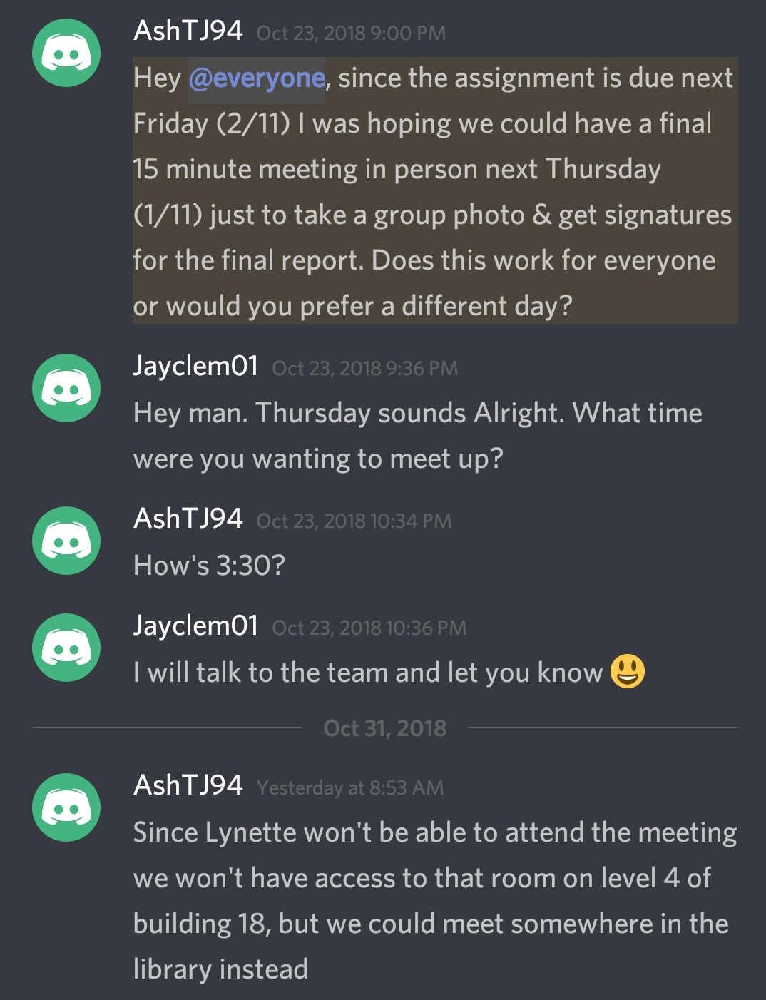 AshTJ94 Oct 23, 2018 9:00 PM
Hey @everyone, since the assignment is due next
Friday (2/11) I was hoping we could have a final
15 minute meeting in person next Thursday
(1/11) just to take a group photo & get signatures
for the final report. Does this work for everyone
or would you prefer a different day?
Jayclem01 Oct 23, 2018 9:36 PM
Hey man. Thursday sounds Alright. What time
were you wanting to meet up?
AshTJ94 Oct 23, 2018 10:34 PM
How's 3:30?
Jayclem01 Oct 23, 2018 10:36 PM
I will talk to the team and let you know 😃
Oct 31, 2018
AshTJ94 Yesterday at 8:53 AM
Since Lynette won't be able to attend the meeting
we won't have access to that room on level 4 of
building 18, but we could meet somewhere in the
library instead